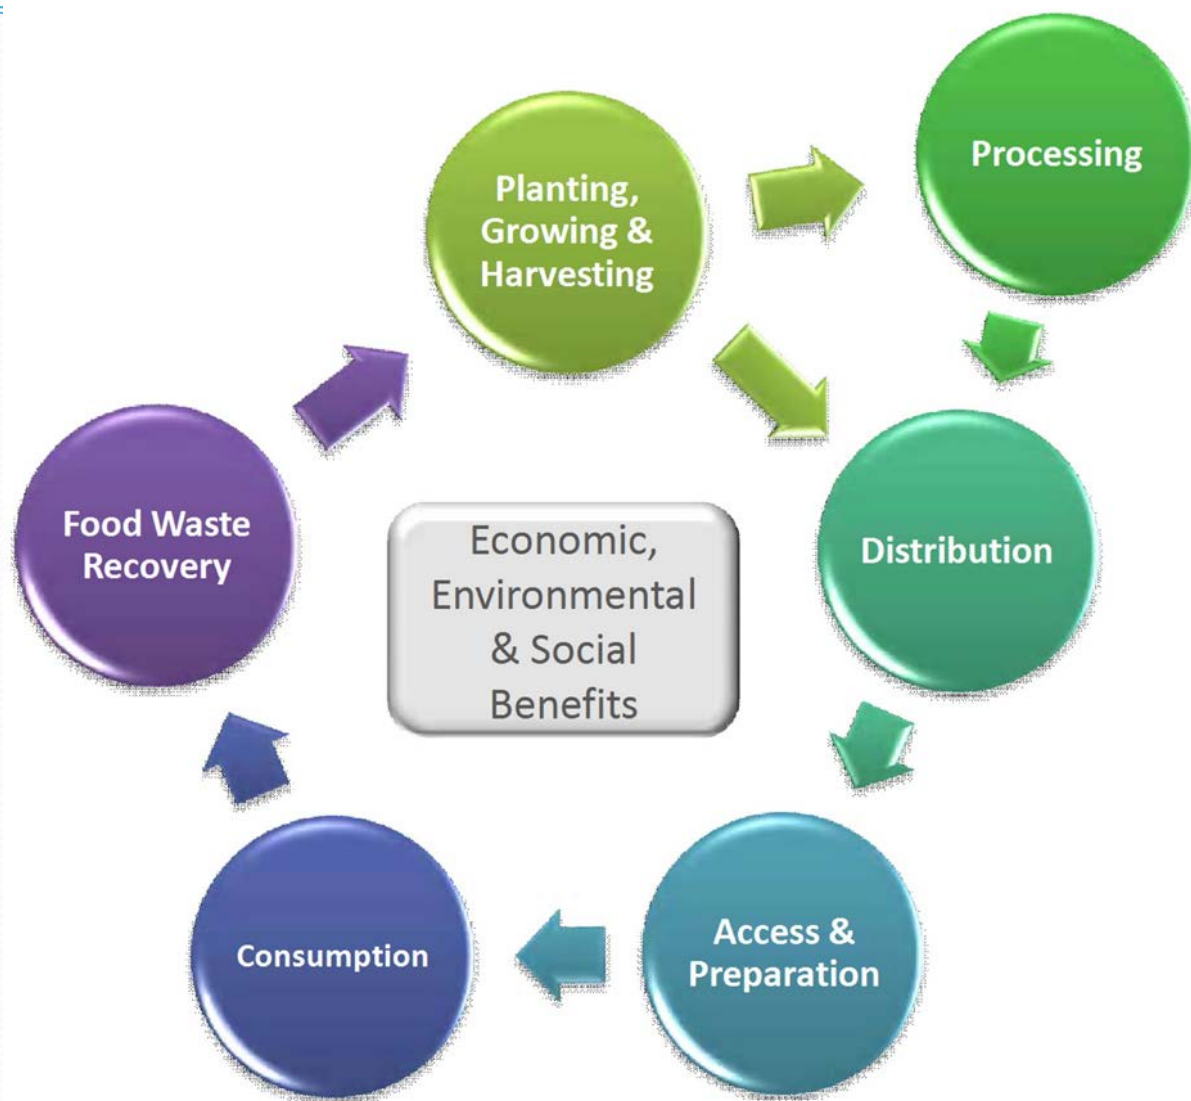 Processing
Planting,
Growing &
Harvesting
Food Waste
Recovery
Economic,
Environmental
& Social
Benefits
Distribution
Consumption
Access &
Preparation